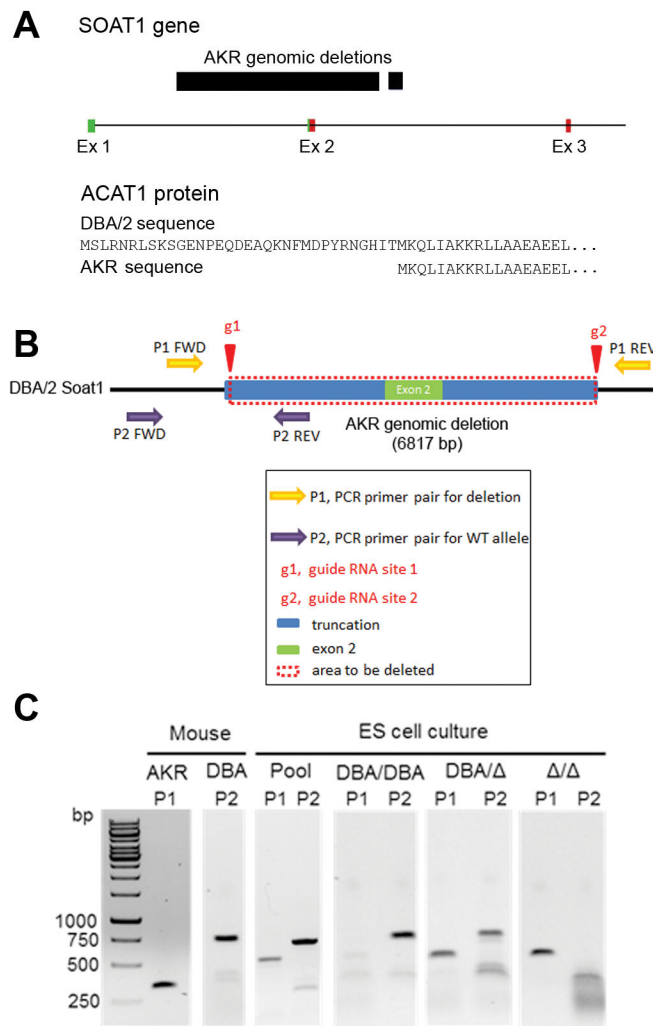 A
SOAT1 gene
AKR genomic deletions
Ex 1 Ex 2 Ex 3
ACAT1 protein
DBA/2 sequence
MSLRNRLSKSGENPEQDEAQKNFMDPYRNGHITMKQLIAKKRLLAAEAEEL...
AKR sequence MKQLIAKKRLLAAEAEEL...
B
g1 g2
P1 FWD P1 REV
DBA/2 Soat1 Exon 2
P2 FWD P2 REV
AKR genomic deletion
(6817 bp)
P1, PCR primer pair for deletion
P2, PCR primer pair for WT allele
g1, guide RNA site 1
g2, guide RNA site 2
truncation
exon 2
area to be deleted
C
Mouse ES cell culture
AKR DBA Pool DBA/DBA DBA/Δ Δ/Δ
P1 P2 P1 P2 P1 P2 P1 P2 P1 P2
bp
1000
750
500
250